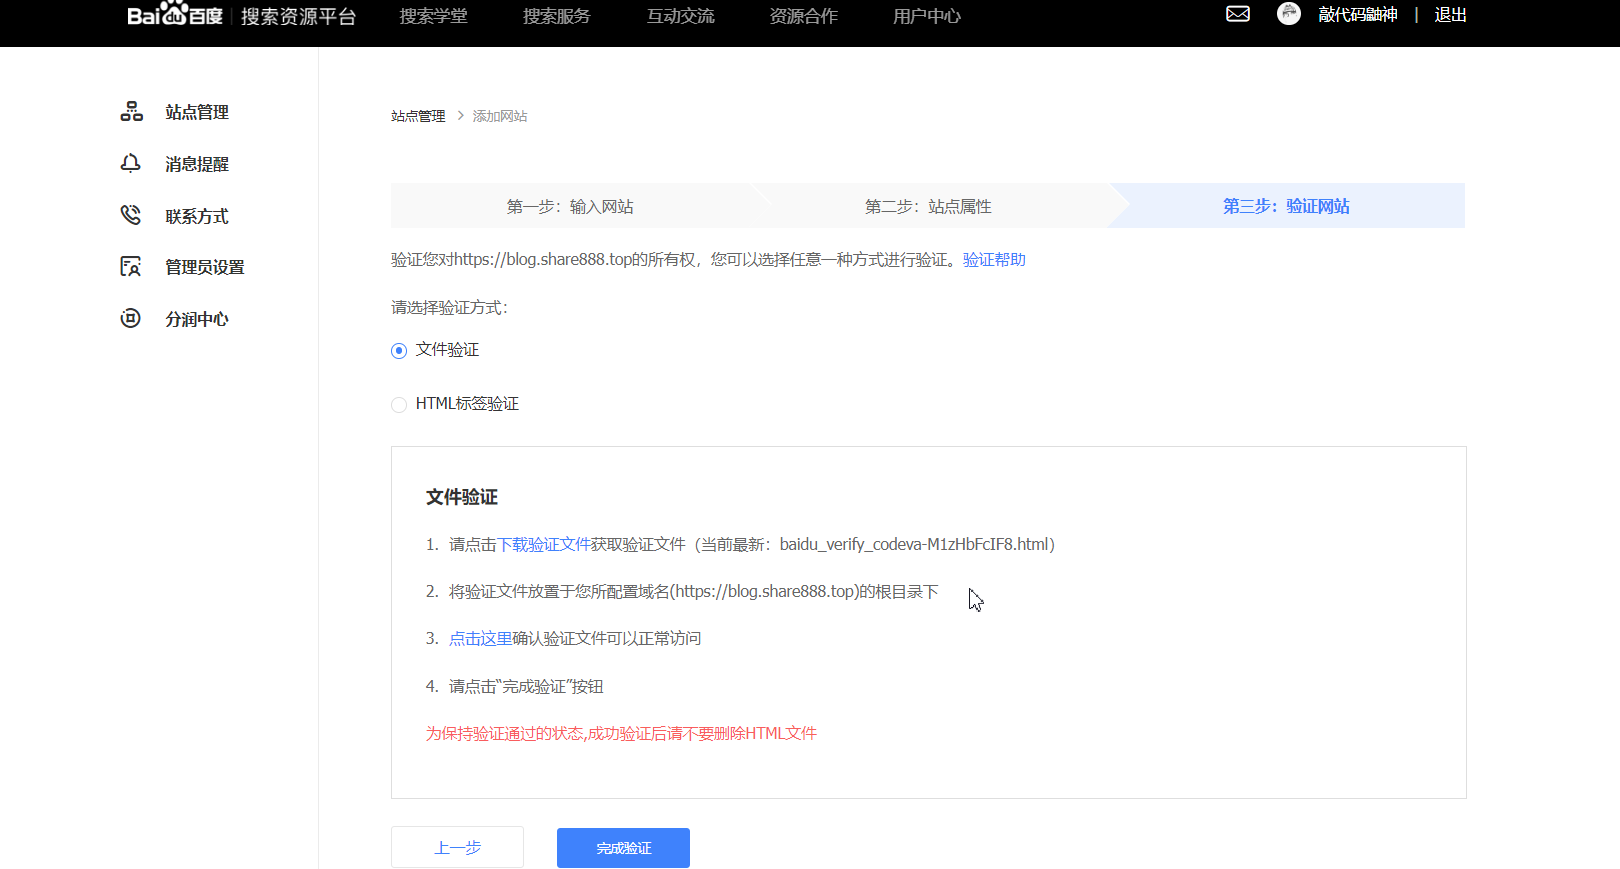 Bai百度 | 搜索资源平台 搜索学堂 搜索服务 互动交流 资源合作 用户中心 敲代码鼬神 | 退出
站点管理
消息提醒
联系方式
管理员设置
分润中心
站点管理 > 添加网站
第一步：输入网站 第二步：站点属性 第三步：验证网站
验证您对https://blog.share888.top的所有权，您可以选择任意一种方式进行验证。验证帮助
请选择验证方式：
文件验证
HTML标签验证
文件验证
1. 请点击下载验证文件获取验证文件（当前最新：baidu_verify_codeva-M1zHbFcIF8.html）
2. 将验证文件放置于您所配置域名(https://blog.share888.top)的根目录下
3. 点击这里确认验证文件可以正常访问
4. 请点击“完成验证”按钮
为保持验证通过的状态,成功验证后请不要删除HTML文件
上一步 完成验证